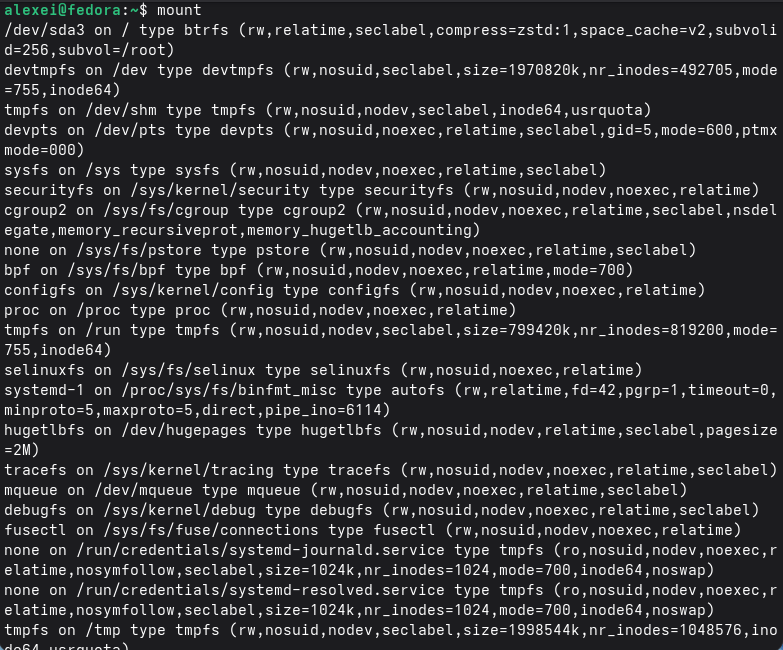 alexei@fedora:~$ mount
/dev/sda3 on / type btrfs (rw,relatime,seclabel,compress=zstd:1,space_cache=v2,subvoli
d=256,subvol=/root)
devtmpfs on /dev type devtmpfs (rw,nosuid,seclabel,size=1970820k,nr_inodes=492705,mode
=755,inode64)
tmpfs on /dev/shm type tmpfs (rw,nosuid,nodev,seclabel,inode64,usrquota)
devpts on /dev/pts type devpts (rw,nosuid,noexec,relatime,seclabel,gid=5,mode=600,ptmx
mode=000)
sysfs on /sys type sysfs (rw,nosuid,nodev,noexec,relatime,seclabel)
securityfs on /sys/kernel/security type securityfs (rw,nosuid,nodev,noexec,relatime)
cgroup2 on /sys/fs/cgroup type cgroup2 (rw,nosuid,nodev,noexec,relatime,seclabel,nsdel
egate,memory_recursiveprot,memory_hugetlb_accounting)
none on /sys/fs/pstore type pstore (rw,nosuid,nodev,noexec,relatime,seclabel)
bpf on /sys/fs/bpf type bpf (rw,nosuid,nodev,noexec,relatime,mode=700)
configfs on /sys/kernel/config type configfs (rw,nosuid,nodev,noexec,relatime)
proc on /proc type proc (rw,nosuid,nodev,noexec,relatime)
tmpfs on /run type tmpfs (rw,nosuid,nodev,seclabel,size=799420k,nr_inodes=819200,mode=
755,inode64)
selinuxfs on /sys/fs/selinux type selinuxfs (rw,nosuid,noexec,relatime)
systemd-1 on /proc/sys/fs/binfmt_misc type autofs (rw,relatime,fd=42,pgrp=1,timeout=0,
minproto=5,maxproto=5,direct,pipe_ino=6114)
hugetlbfs on /dev/hugepages type hugetlbfs (rw,nosuid,nodev,relatime,seclabel,pagesize
=2M)
tracefs on /sys/kernel/tracing type tracefs (rw,nosuid,nodev,noexec,relatime,seclabel)
mqueue on /dev/mqueue type mqueue (rw,nosuid,nodev,noexec,relatime,seclabel)
debugfs on /sys/kernel/debug type debugfs (rw,nosuid,nodev,noexec,relatime,seclabel)
fusectl on /sys/fs/fuse/connections type fusectl (rw,nosuid,nodev,noexec,relatime)
none on /run/credentials/systemd-journald.service type tmpfs (ro,nosuid,nodev,noexec,r
elatime,nosymfollow,seclabel,size=1024k,nr_inodes=1024,mode=700,inode64,noswap)
none on /run/credentials/systemd-resolved.service type tmpfs (ro,nosuid,nodev,noexec,r
elatime,nosymfollow,seclabel,size=1024k,nr_inodes=1024,mode=700,inode64,noswap)
tmpfs on /tmp type tmpfs (rw,nosuid,nodev,seclabel,size=1998544k,nr_inodes=1048576,ino
de64,usrquota)